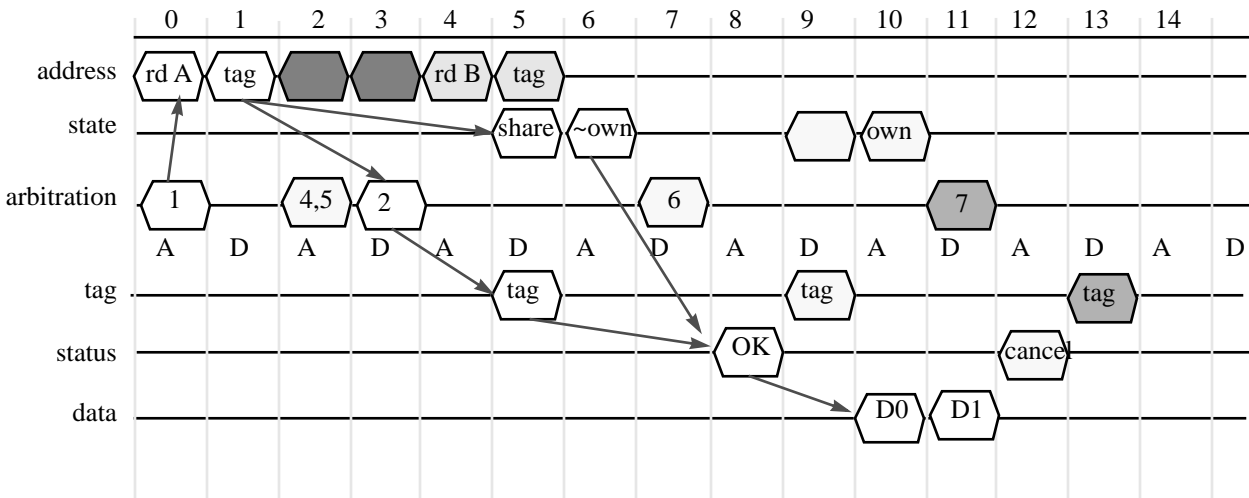 0 1 2 3 4 5 6 7 8 9 10 11 12 13 14
address rd A tag rd B tag
state share ~own own
arbitration 1 4,5 2 6 7
A D A D A D A D A D A D A D A D
tag tag tag tag
status OK cancel
data D0 D1